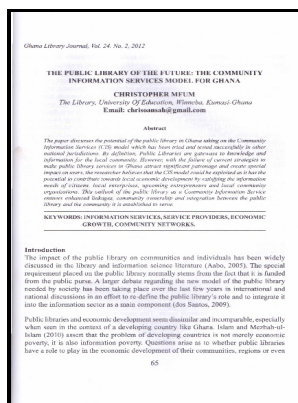 Ghana Library Journal, Vol. 24. No. 2, 2012
THE PUBLIC LIBRARY OF THE FUTURE: THE COMMUNITY
INFORMATION SERVICES MODEL FOR GHANA
CHRISTOPHER MFUM
The Library, University Of Education, Winneba, Kumasi-Ghana
Email: chrisamsah@gmail.com
Abstract
The paper discusses the potential of the public library in Ghana taking on the Community
Information Services (CIS) model which has been tried and tested successfully in other
national jurisdictions. By definition, Public Libraries are gateways to knowledge and
information for the local community. However, with the failure of current strategies to
make public library services in Ghana attract significant patronage and create special
impact on users, the researcher believes that the CIS model could be exploited as it has the
potential to contribute towards local economic development by satisfying the information
needs of citizens, local enterprises, upcoming entrepreneurs and local community
organisations. This outlook of the public library as a Community Information Service
ensures enhanced linkages, community ownership and integration between the public
library and the community it is established to serve.
KEYWORDS: INFORMATION SERVICES, SERVICE PROVIDERS, ECONOMIC
GROWTH, COMMUNITY NETWORKS.
Introduction
The impact of the public library on communities and individuals has been widely
discussed in the library and information science literature (Aabo, 2005). The special
requirement placed on the public library normally stems from the fact that it is funded
from the public purse. A larger debate regarding the new model of the public library
needed by society has been taking place over the last few years in international and
national discussions in an effort to re-define the public library's role and to integrate it
into the information sector as a main component (dos Santos, 2009).
Public libraries and economic development seem dissimilar and incomparable, especially
when seen in the context of a developing country like Ghana. Islam and Mezbah-ul-
Islam (2010) assert that the problem of developing countries is not merely economic
poverty, it is also information poverty. Questions arise as to whether public libraries
have a role to play in the economic development of their communities, regions or even
65